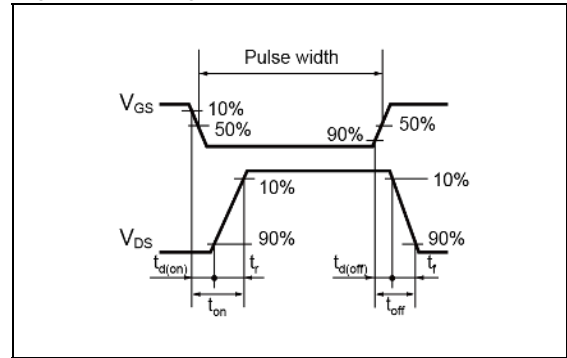 Pulse width
VGS 10%
50% 90% 50%
10% 10%
VDS 90% 90%
td(on) tr td(off) tf
ton toff